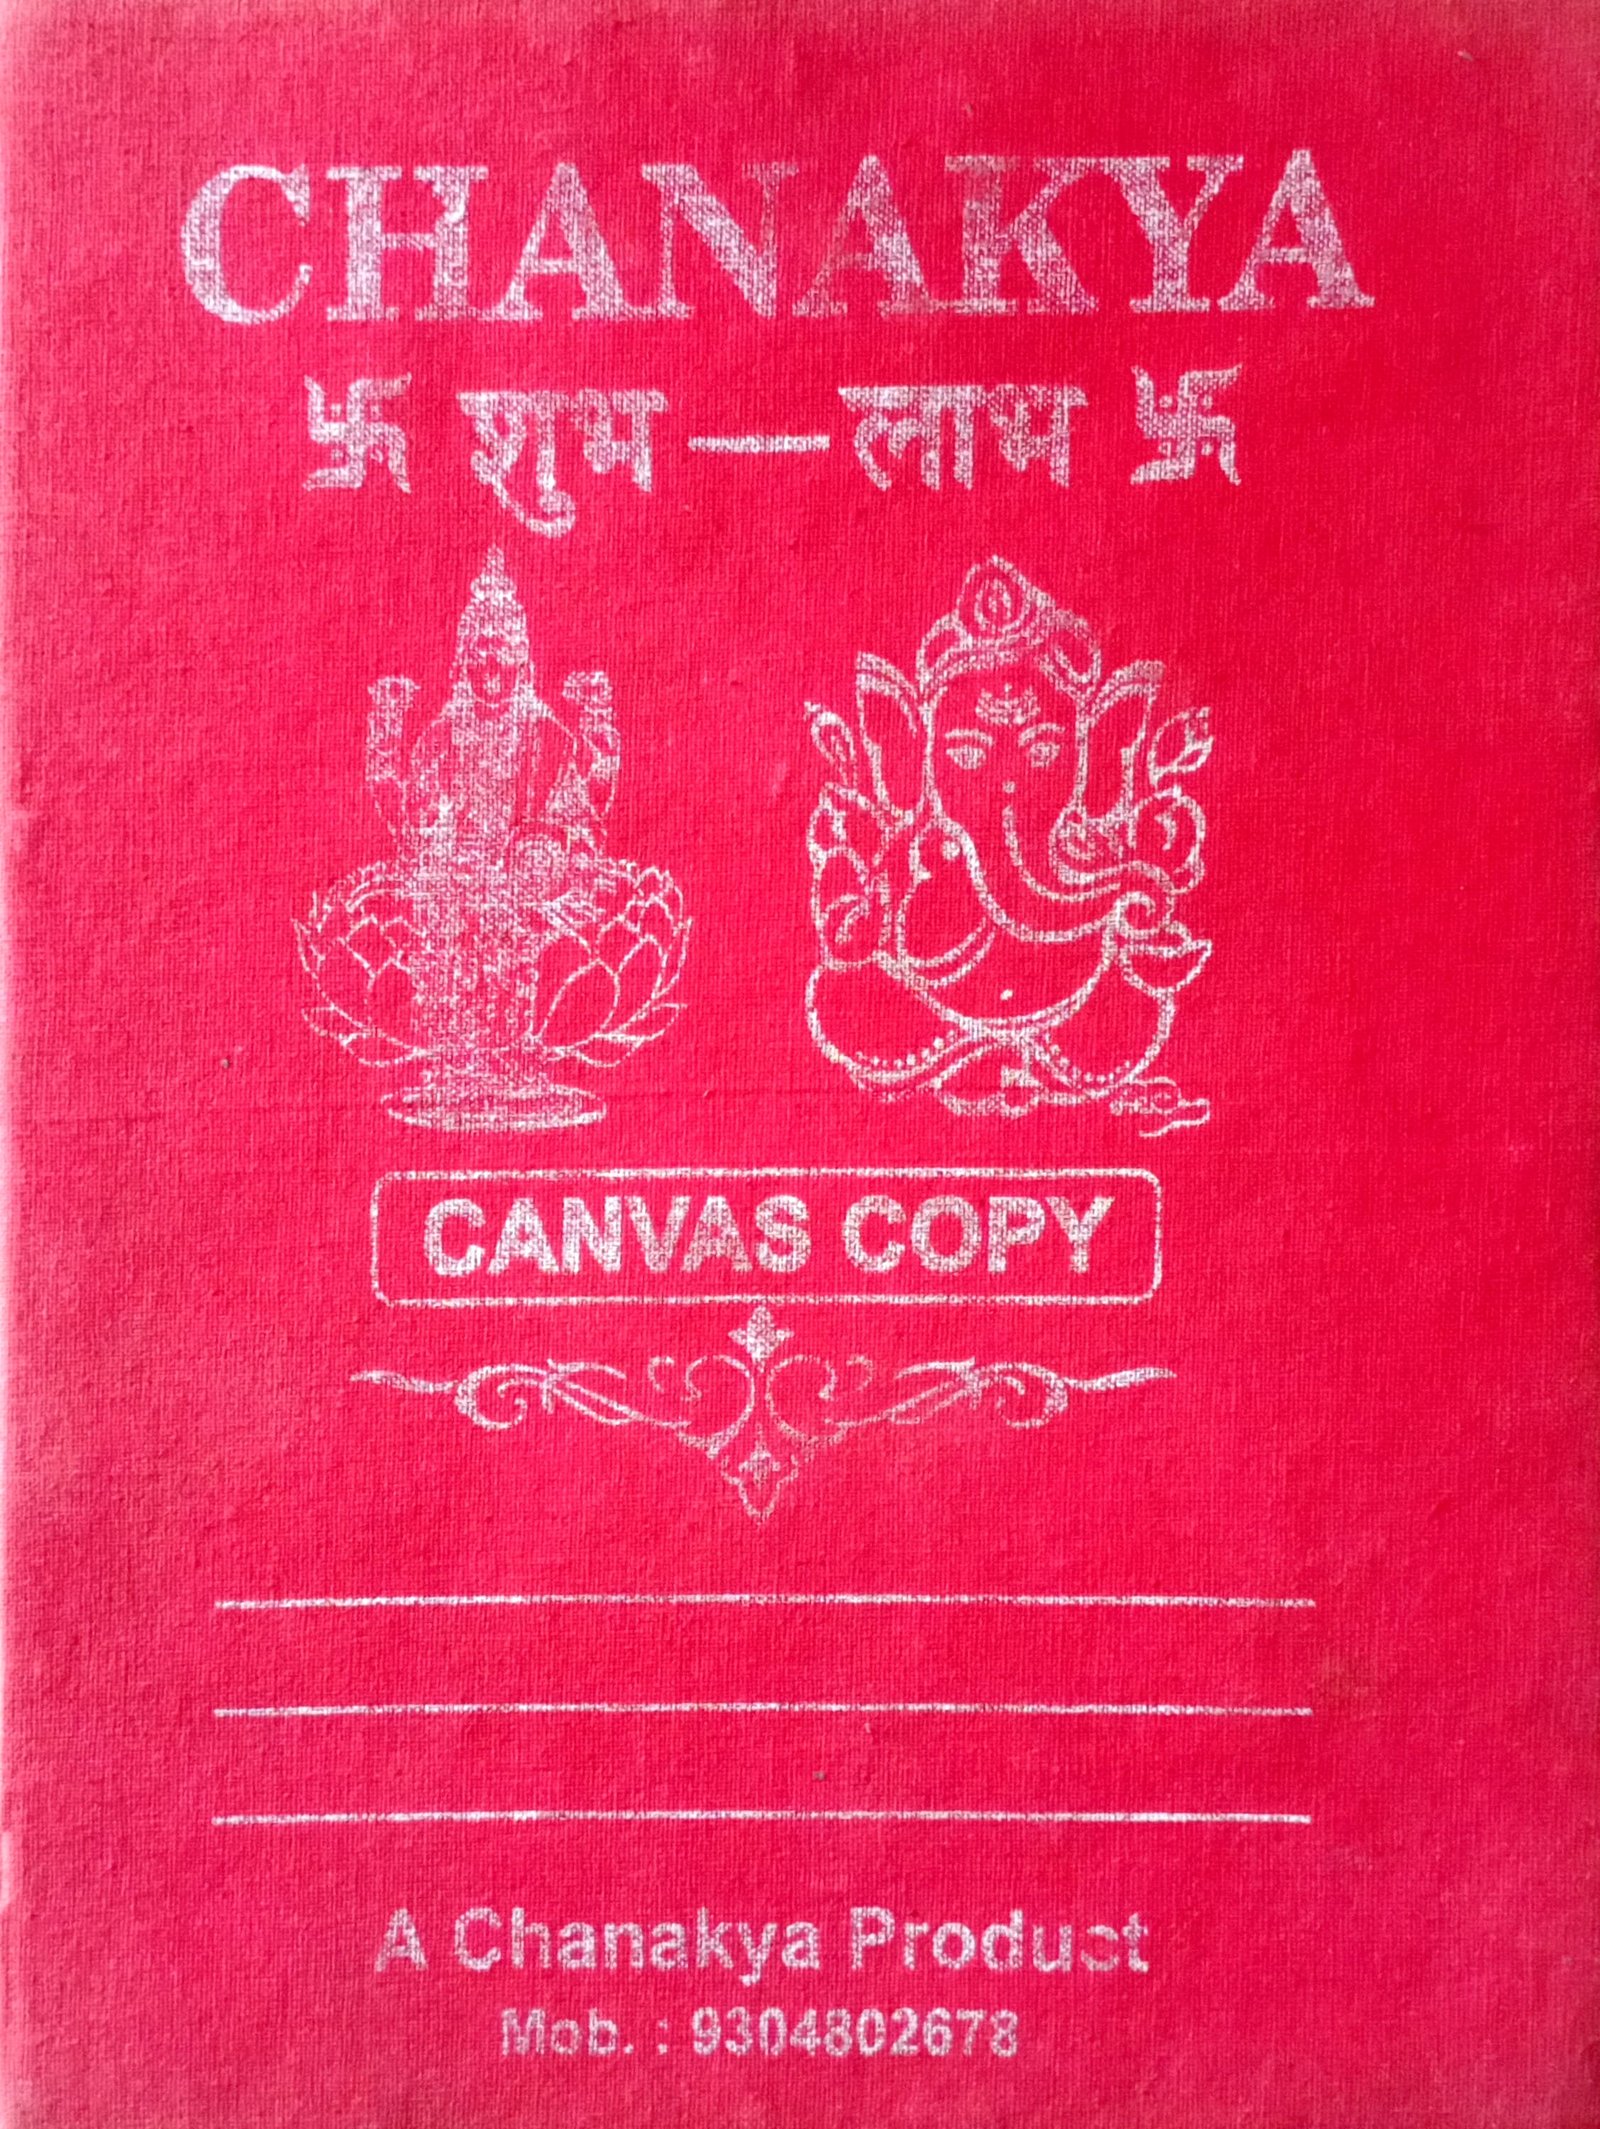 CHANAKYA
卐 शुभ — लाभ 卐
CANVAS COPY
A Chanakya Product
Mob. : 9304802678